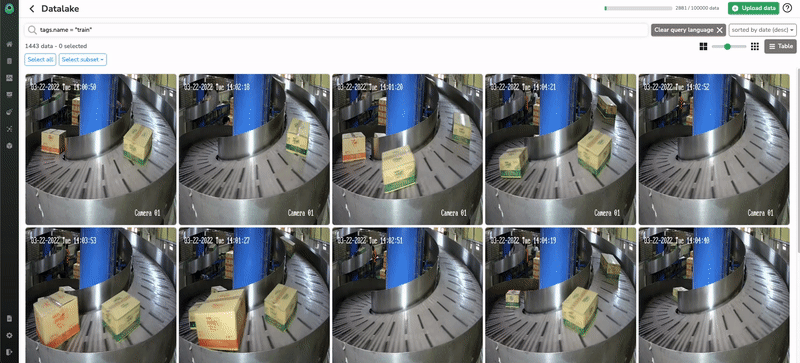 Datalake
2881 / 100000 data
Upload data
tags.name = "train"
Clear query language
sorted by date (desc)
1443 data - 0 selected
Table
Select all
Select subset
03-22-2022 Tue 14:00:50
Camera 01
03-22-2022 Tue 14:02:18
Camera 01
03-22-2022 Tue 14:01:20
Camera 01
03-22-2022 Tue 14:04:21
Camera 01
03-22-2022 Tue 14:02:52
Camera 01
03-22-2022 Tue 14:03:53
03-22-2022 Tue 14:01:27
03-22-2022 Tue 14:02:51
03-22-2022 Tue 14:04:19
03-22-2022 Tue 14:04:40